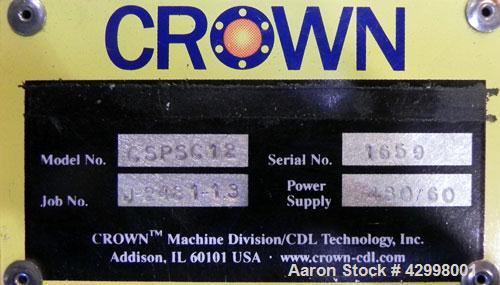 CROWN
Model No. CSPSC12 Serial No. 1659
Job No. J-2481-13 Power Supply 480/60
CROWN™ Machine Division/CDL Technology, Inc.
Addison, IL 60101 USA · www.crown-cdl.com
Aaron Stock # 42998001